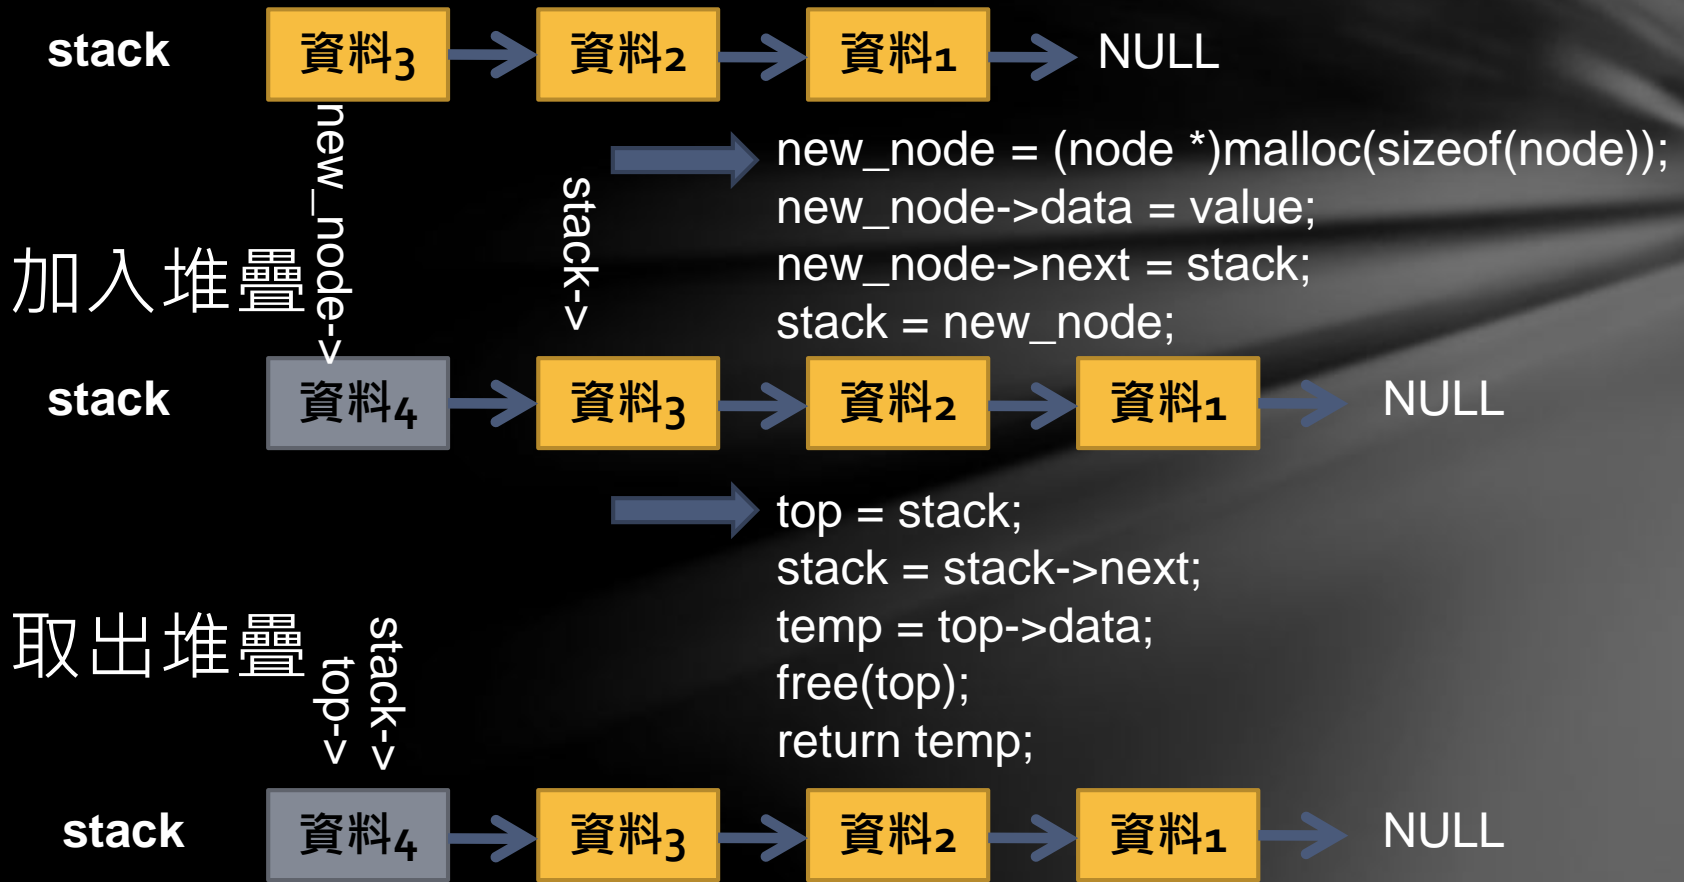 stack 資料3 資料2 資料1 NULL
new_node->
stack->
new_node = (node *)malloc(sizeof(node));
new_node->data = value;
new_node->next = stack;
stack = new_node;
加入堆疊
stack 資料4 資料3 資料2 資料1 NULL
top = stack;
stack = stack->next;
temp = top->data;
free(top);
return temp;
取出堆疊
top->
stack->
stack 資料4 資料3 資料2 資料1 NULL